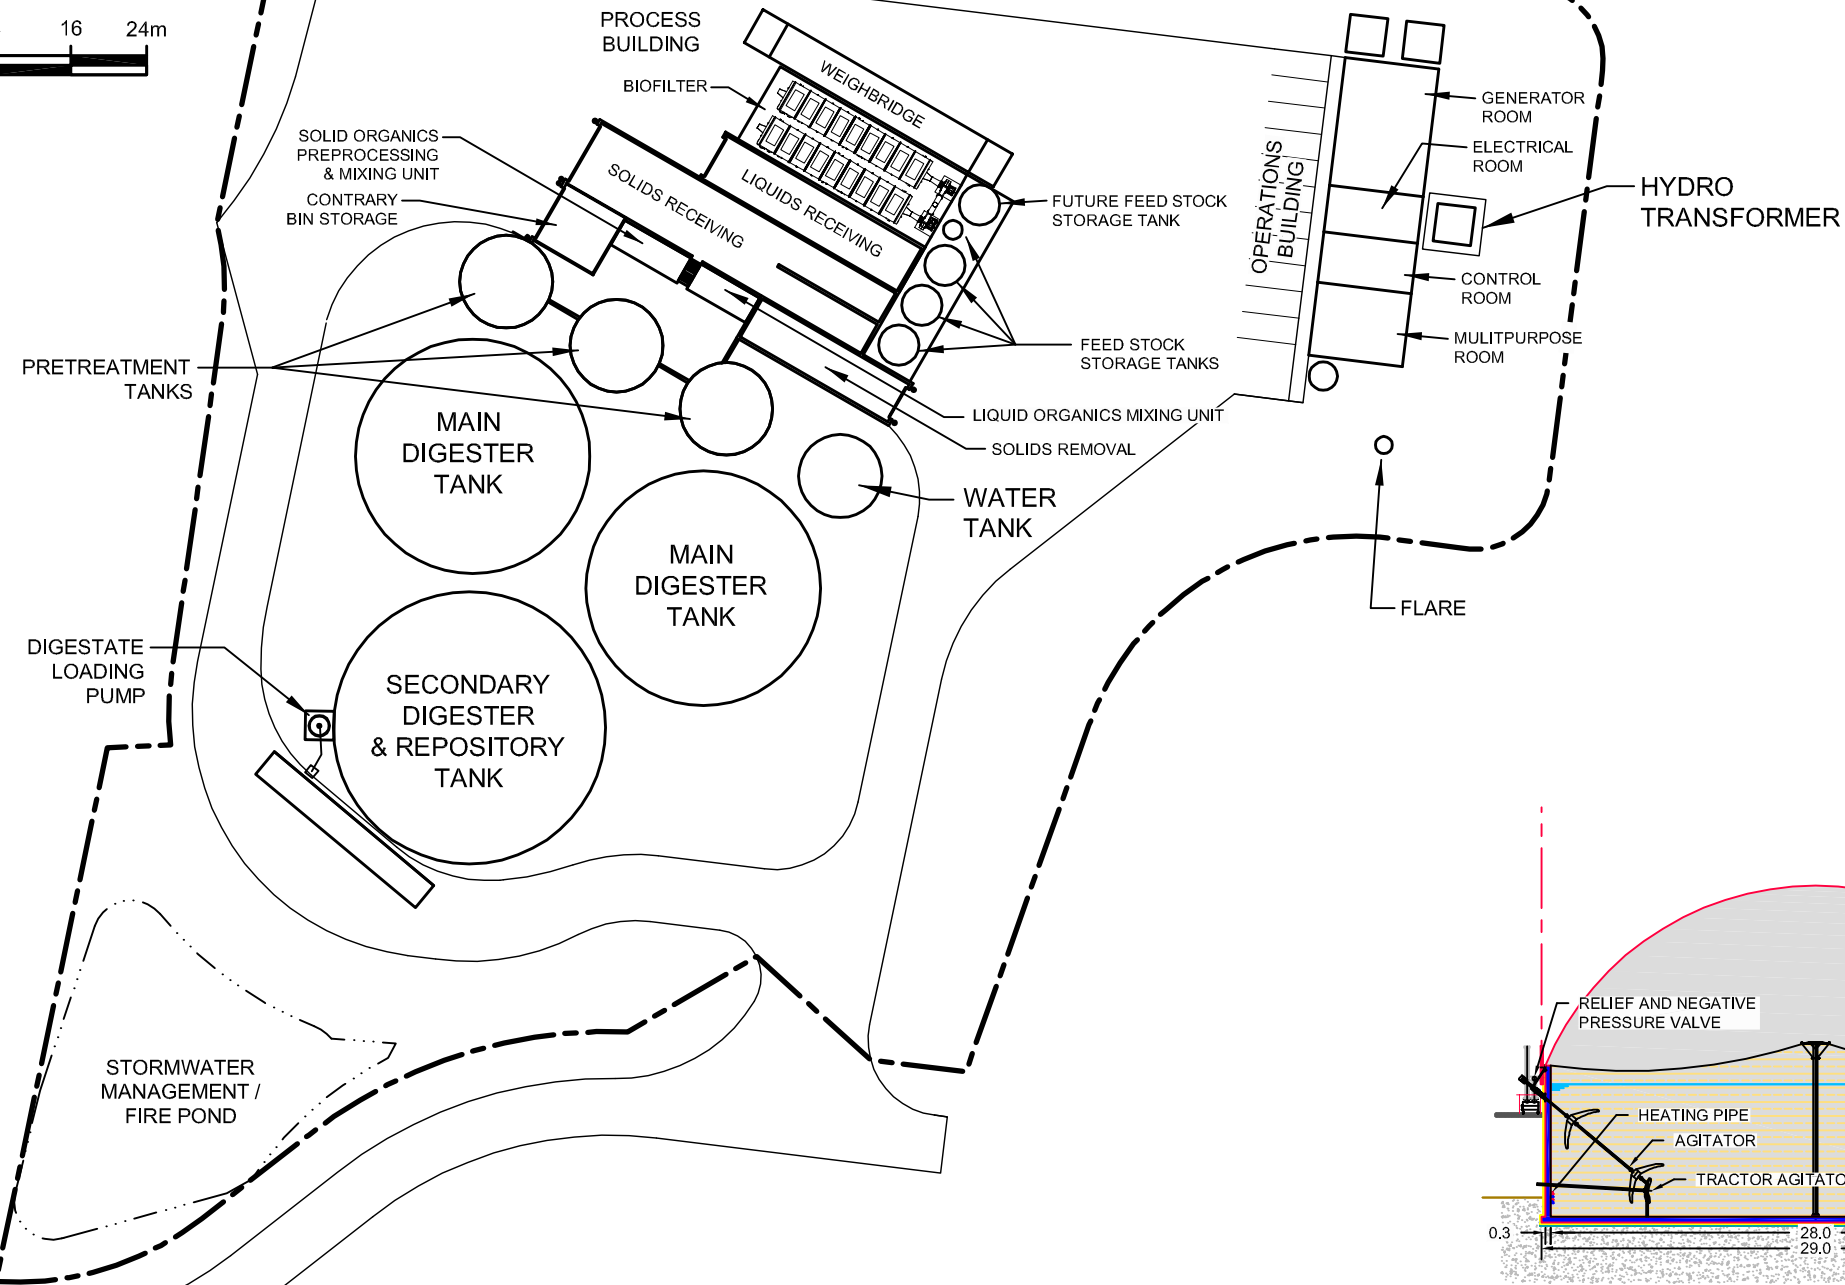 16
24m
PROCESS
BUILDING
BIOFILTER
WEIGHBRIDGE
SOLID ORGANICS
PREPROCESSING
& MIXING UNIT
CONTRARY
BIN STORAGE
SOLIDS RECEIVING
LIQUIDS RECEIVING
FUTURE FEED STOCK
STORAGE TANK
OPERATIONS
BUILDING
GENERATOR
ROOM
ELECTRICAL
ROOM
HYDRO
TRANSFORMER
CONTROL
ROOM
MULITPURPOSE
ROOM
FEED STOCK
STORAGE TANKS
PRETREATMENT
TANKS
LIQUID ORGANICS MIXING UNIT
SOLIDS REMOVAL
MAIN
DIGESTER
TANK
WATER
TANK
MAIN
DIGESTER
TANK
FLARE
DIGESTATE
LOADING
PUMP
SECONDARY
DIGESTER
& REPOSITORY
TANK
STORMWATER
MANAGEMENT /
FIRE POND
RELIEF AND NEGATIVE
PRESSURE VALVE
HEATING PIPE
AGITATOR
TRACTOR AGITATO
0.3
28.0
29.0